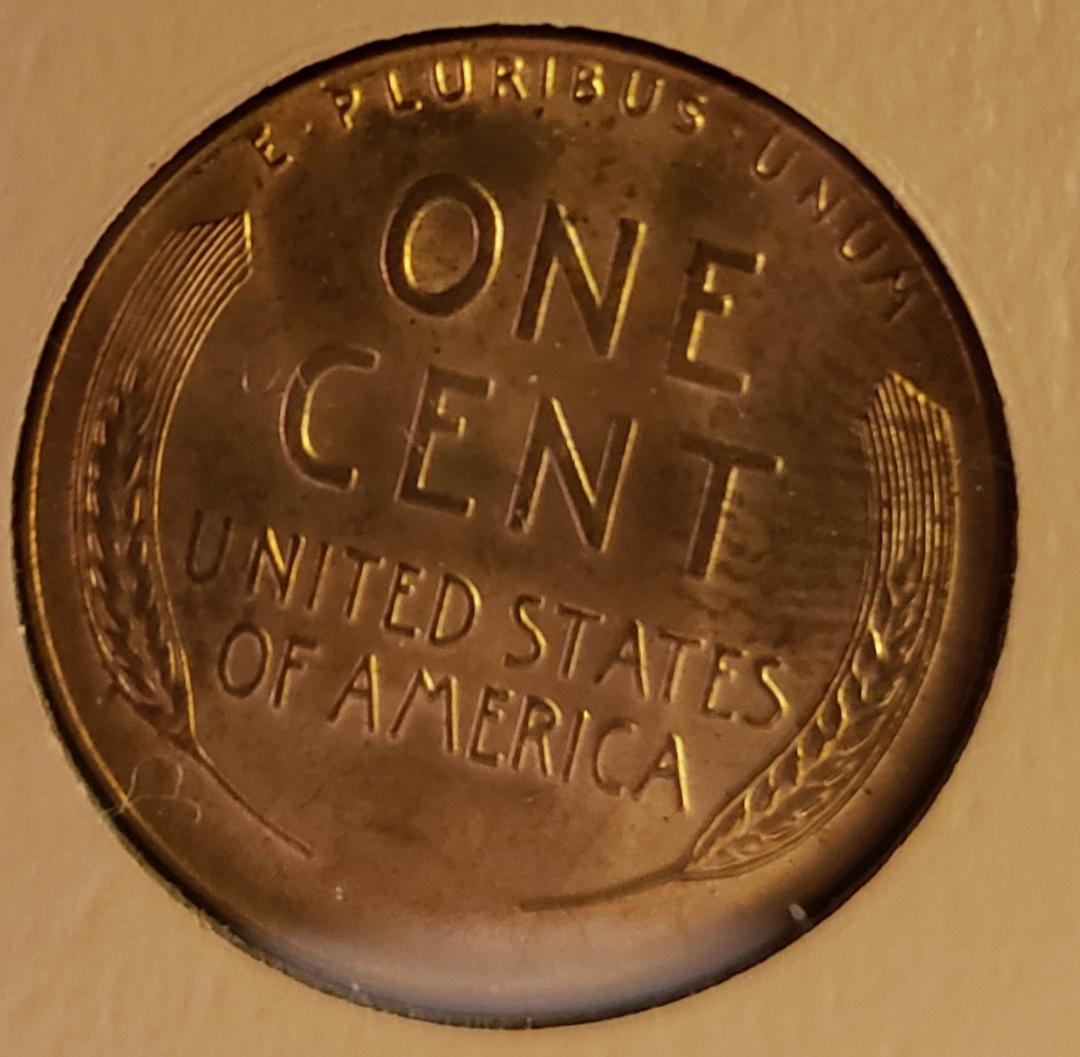 E · PLURIBUS · UNUM
ONE
CENT
UNITED STATES
OF AMERICA